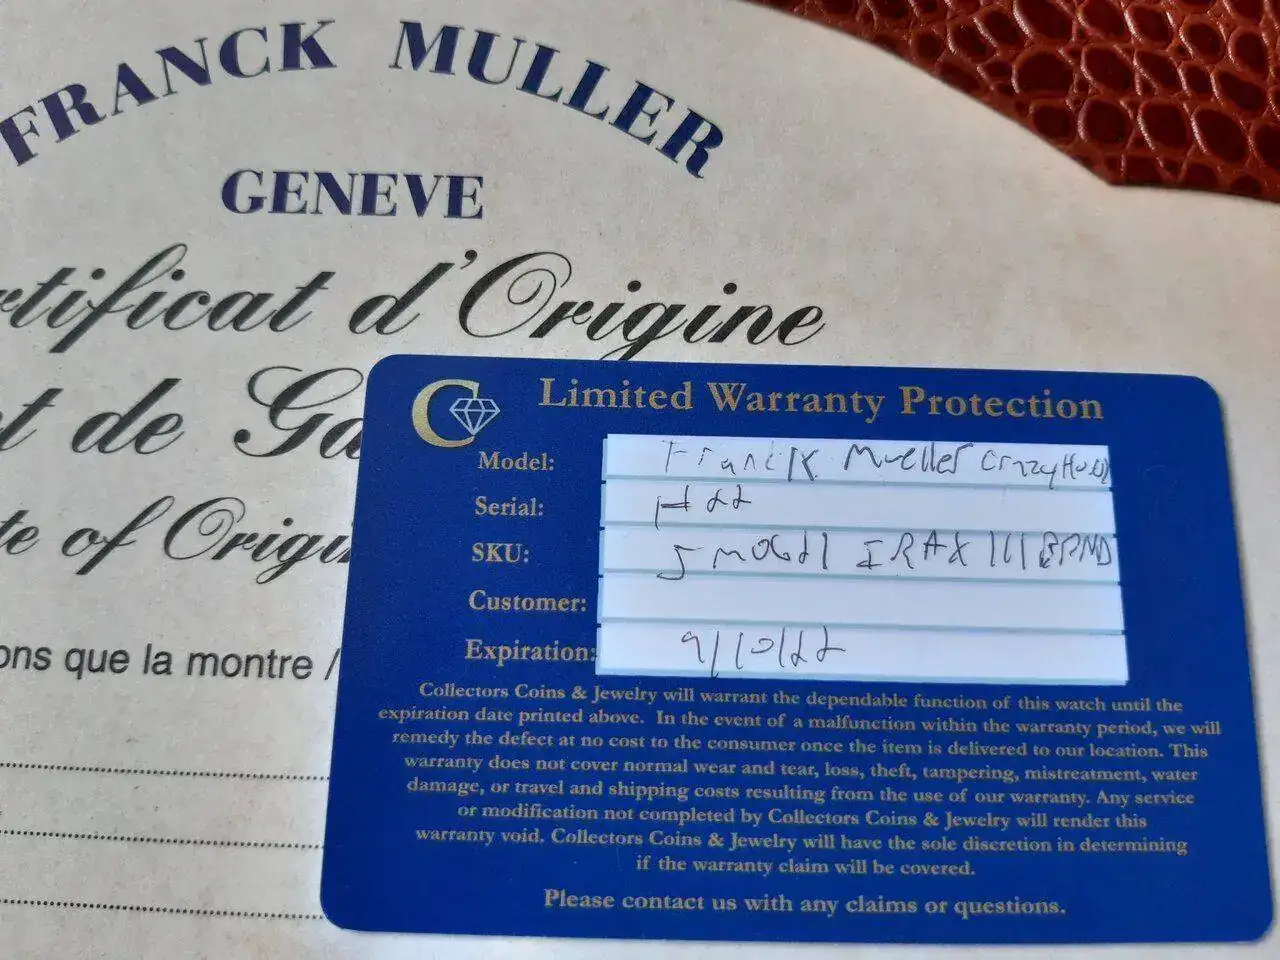 FRANCK MULLER
GENEVE
rtificat d'Origine
t de Ga
te of Origi
ons que la montre /
Limited Warranty Protection
Model: Franck Mueller Crazy Hours
Serial: H 22
SKU:
Customer:
Expiration: 9/10/22
Collectors Coins & Jewelry will warrant the dependable function of this watch until the
expiration date printed above. In the event of a malfunction within the warranty period, we will
remedy the defect at no cost to the consumer once the item is delivered to our location. This
warranty does not cover normal wear and tear, loss, theft, tampering, mistreatment, water
damage, or travel and shipping costs resulting from the use of our warranty. Any service
or modification not completed by Collectors Coins & Jewelry will render this
warranty void. Collectors Coins & Jewelry will have the sole discretion in determining
if the warranty claim will be covered.
Please contact us with any claims or questions.